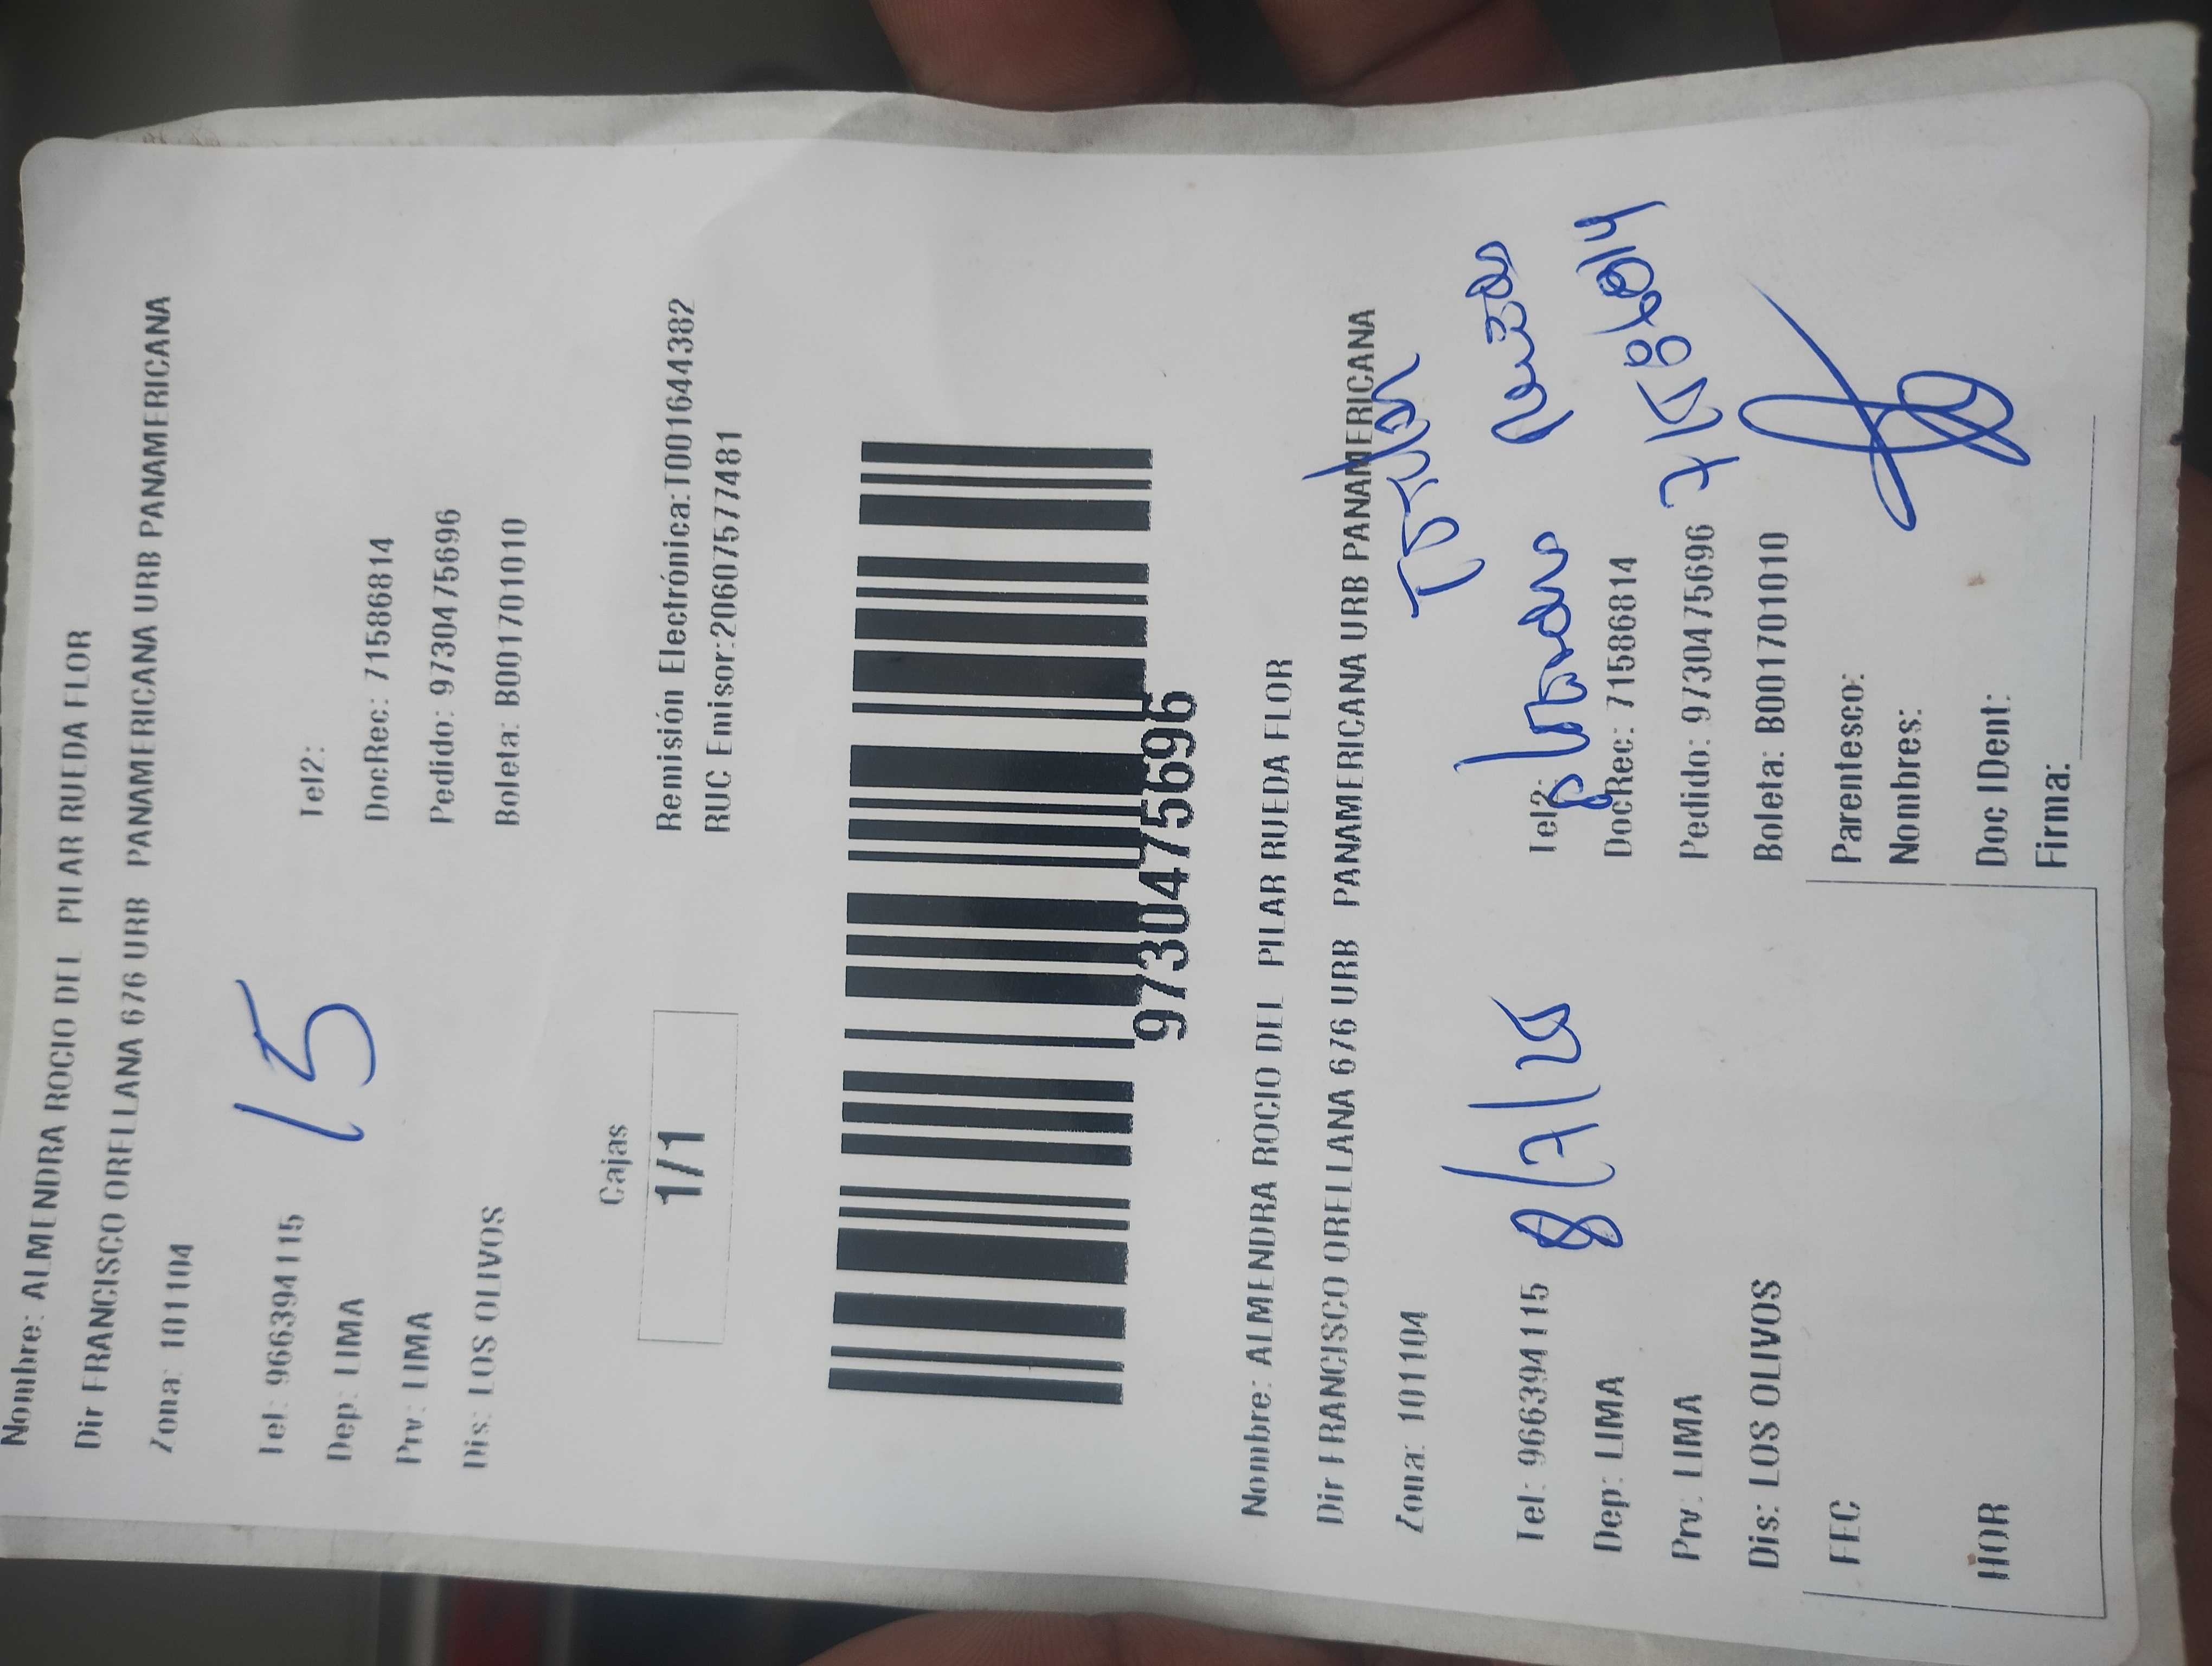 Nombre: ALMENDRA ROCIO DEL PILAR RUEDA FLOR
Dir FRANCISCO ORELLANA 676 URB PANAMERICANA URB PANAMERICANA
Zona: 101104
15
Tel: 966394115 Tel2:
Dep: LIMA DocRec: 71586814
Prv: LIMA Pedido: 9730475696
Dis: LOS OLIVOS Boleta: B001701010
Cajas
1/1
Remisión Electrónica:T001644382
RUC Emisor:20607577481
9730475696
Nombre: ALMENDRA ROCIO DEL PILAR RUEDA FLOR
Dir FRANCISCO ORELLANA 676 URB PANAMERICANA URB PANAMERICANA
Zona: 101104
Titular
Tel: 966394115 Tel2:
8/7/25
Dep: LIMA DocRec: 71586814
71586814
Prv: LIMA Pedido: 9730475696
Dis: LOS OLIVOS Boleta: B001701010
FEC Parentesco:
Nombres:
HOR Doc IDent:
Firma: